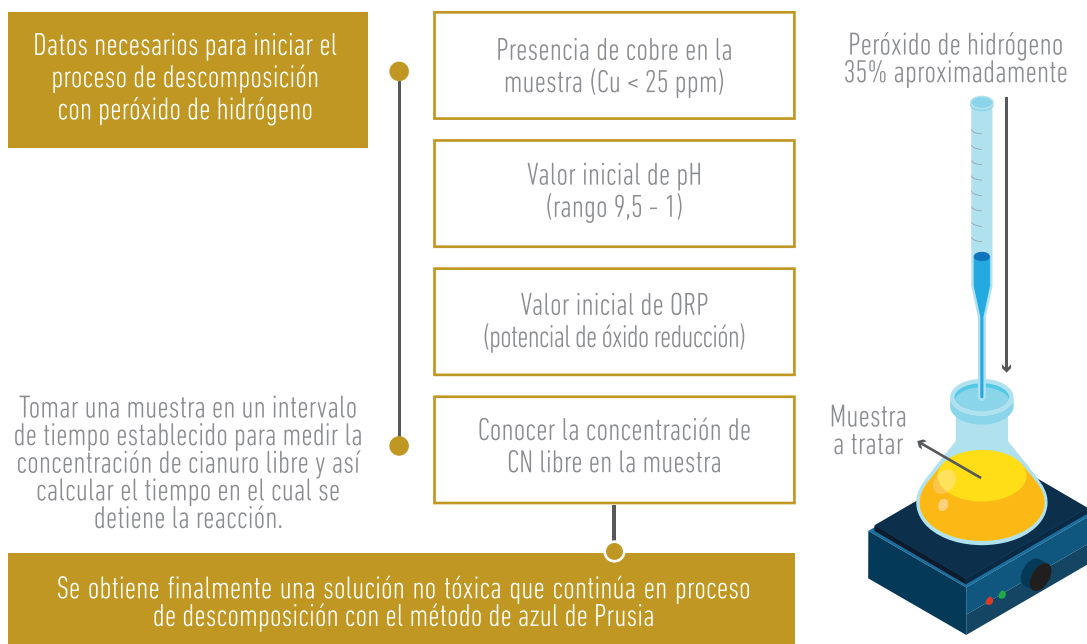 Datos necesarios para iniciar el
proceso de descomposición
con peróxido de hidrógeno
Presencia de cobre en la
muestra (Cu < 25 ppm)
Valor inicial de pH
(rango 9,5 - 1)
Valor inicial de ORP
(potencial de óxido reducción)
Conocer la concentración de
CN libre en la muestra
Tomar una muestra en un intervalo
de tiempo establecido para medir la
concentración de cianuro libre y así
calcular el tiempo en el cual se
detiene la reacción.
Se obtiene finalmente una solución no tóxica que continúa en proceso
de descomposición con el método de azul de Prusia
Peróxido de hidrógeno
35% aproximadamente
Muestra
a tratar